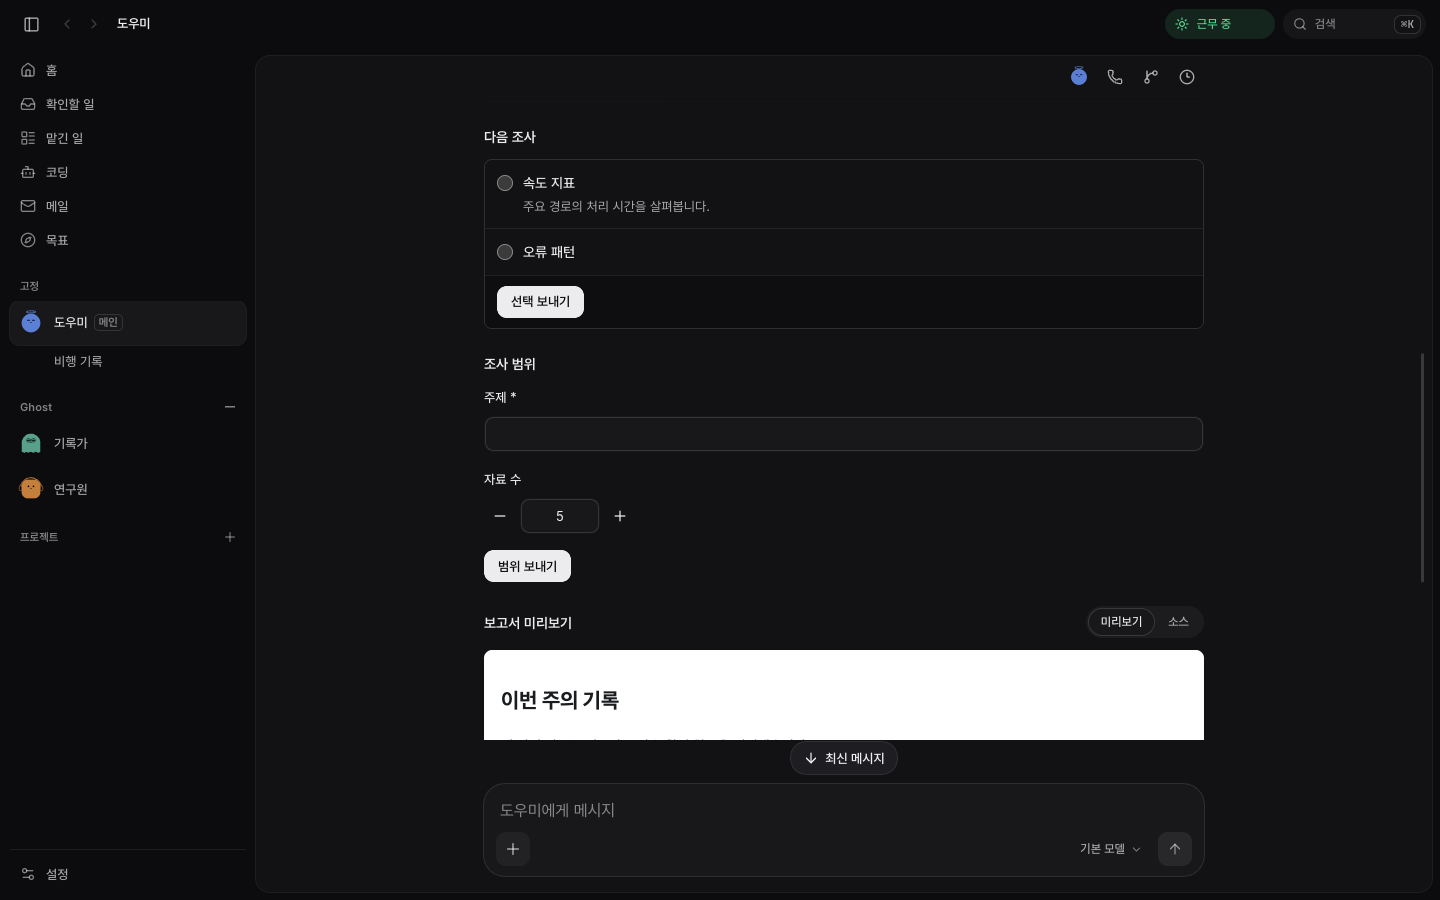 도우미
근무 중
검색
⌘K
홈
확인할 일
맡긴 일
코딩
메일
목표
고정
도우미 메인
비행 기록
Ghost
기록가
연구원
프로젝트
설정
다음 조사
속도 지표
주요 경로의 처리 시간을 살펴봅니다.
오류 패턴
선택 보내기
조사 범위
주제 *
자료 수
5
범위 보내기
보고서 미리보기
미리보기
소스
이번 주의 기록
최신 메시지
도우미에게 메시지
기본 모델